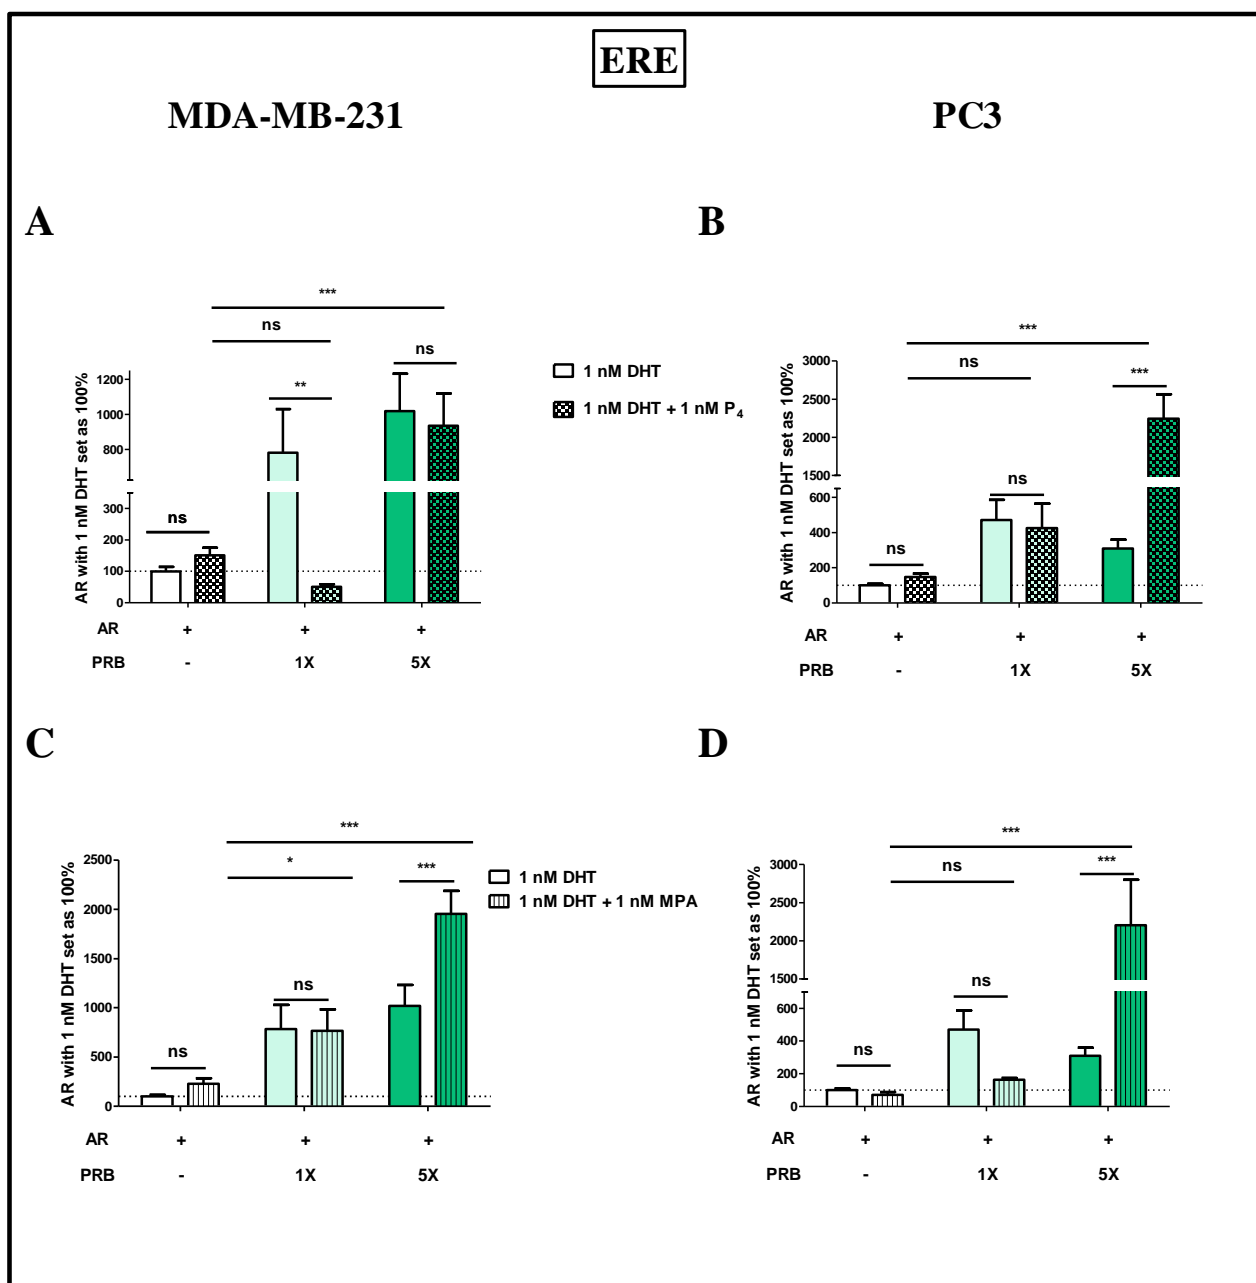 ERE
MDA-MB-231
PC3
A
AR with 1 nM DHT set as 100%
1200
1000
800
300
200
100
0
***
ns
ns
**
ns
AR + + +
PRB - 1X 5X
1 nM DHT
1 nM DHT + 1 nM P4
B
AR with 1 nM DHT set as 100%
3000
2500
2000
1500
600
400
200
0
***
ns
***
ns
ns
AR + + +
PRB - 1X 5X
C
AR with 1 nM DHT set as 100%
2500
2000
1500
1000
500
0
***
*
***
ns
ns
AR + + +
PRB - 1X 5X
1 nM DHT
1 nM DHT + 1 nM MPA
D
AR with 1 nM DHT set as 100%
3000
2500
2000
1500
600
400
200
0
***
ns
***
ns
ns
AR + + +
PRB - 1X 5X